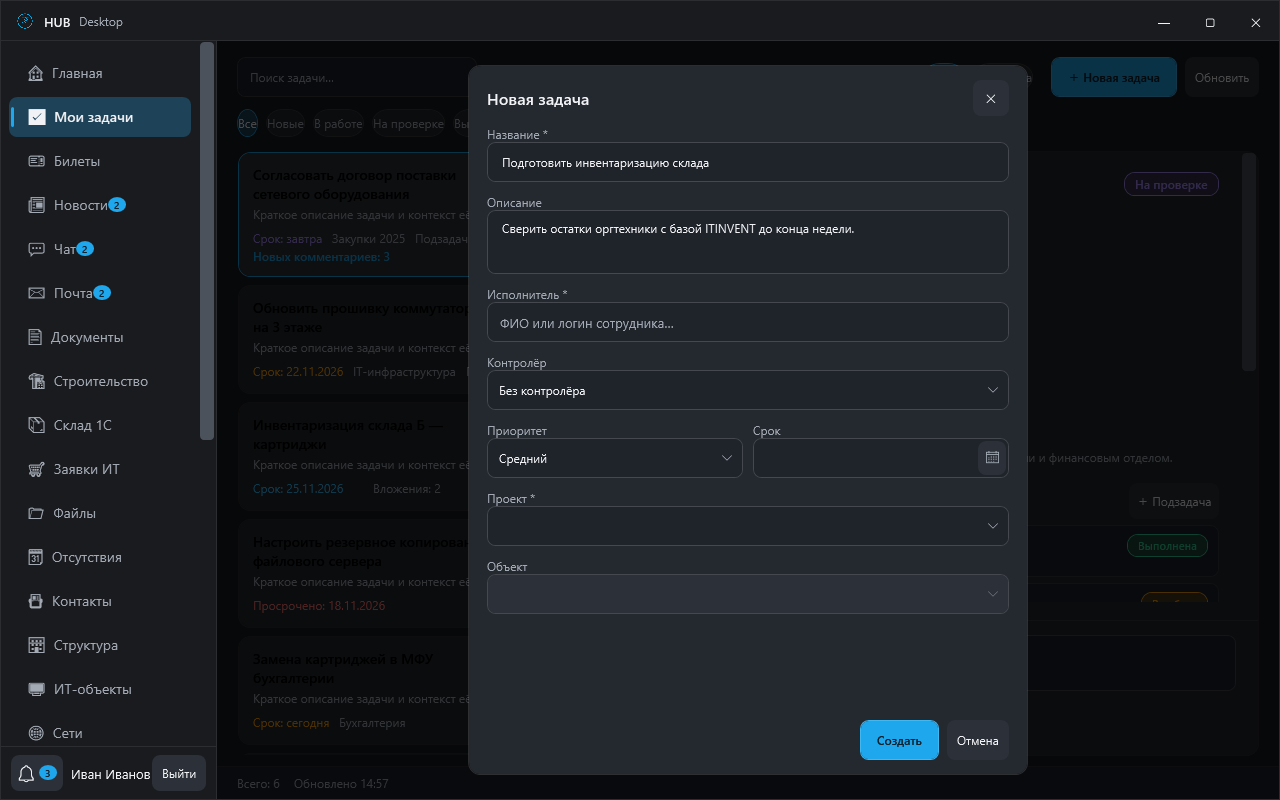 HUB Desktop
Главная
Мои задачи
Билеты
Новости 2
Чат 2
Почта 2
Документы
Строительство
Склад 1С
Заявки ИТ
Файлы
31 Отсутствия
Контакты
Структура
ИТ-объекты
Сети
3 Иван Иванов Выйти
Поиск задачи...
+ Новая задача Обновить
Все Новые В работе На проверке
Согласовать договор поставки
сетевого оборудования
Краткое описание задачи и контекст
Срок: завтра Закупки 2025
Новых комментариев: 3
Обновить прошивку
на 3 этаже
Краткое описание задачи и контекст
Срок: 22.11.2026 IT-инфраструктура
Инвентаризация склада Б —
картриджи
Краткое описание задачи и контекст
Срок: 25.11.2026 Вложения: 2
Настроить резервное
файлового сервера
Краткое описание задачи и контекст
Просрочено: 18.11.2026
Замена картриджей в МФУ
бухгалтерии
Краткое описание задачи и контекст
Срок: сегодня Бухгалтерия
Всего: 6 Обновлено 14:57
На проверке
и финансовым отделом.
+ Подзадача
Выполнена
Новая задача
Название *
Подготовить инвентаризацию склада
Описание
Сверить остатки оргтехники с базой ITINVENT до конца недели.
Исполнитель *
ФИО или логин сотрудника...
Контролёр
Без контролёра
Приоритет Срок
Средний
Проект *
Объект
Создать Отмена